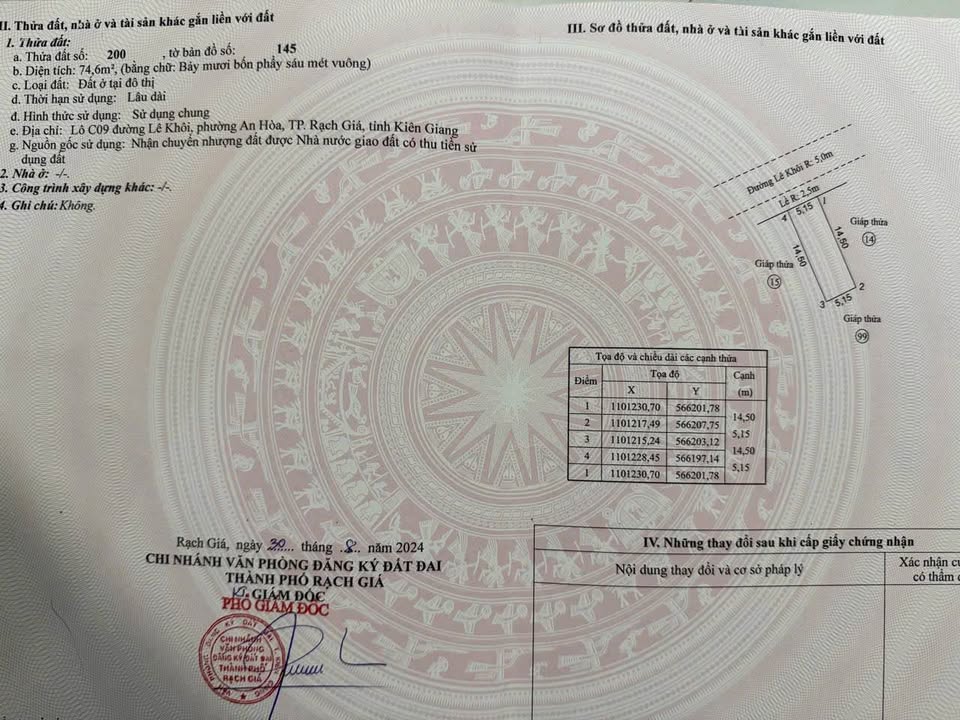 II. Thửa đất, nhà ở và tài sản khác gắn liền với đất
1. Thửa đất:
a. Thửa đất số: 200 , tờ bản đồ số: 145
b. Diện tích: 74,6m², (bằng chữ: Bảy mươi bốn phẩy sáu mét vuông)
c. Loại đất: Đất ở tại đô thị
d. Thời hạn sử dụng: Lâu dài
đ. Hình thức sử dụng: Sử dụng chung
e. Địa chỉ: Lô C09 đường Lê Khôi, phường An Hòa, TP. Rạch Giá, tỉnh Kiên Giang
g. Nguồn gốc sử dụng: Nhận chuyển nhượng đất được Nhà nước giao đất có thu tiền sử
dụng đất
2. Nhà ở: -/-.
3. Công trình xây dựng khác: -/-.
4. Ghi chú: Không.
III. Sơ đồ thửa đất, nhà ở và tài sản khác gắn liền với đất
Đường Lê Khôi R: 5,0m
Lề R: 2,5m
4 5,15 1
Giáp thửa
14
14,50
14,50
Giáp thửa
15
2
3 5,15
Giáp thửa
99
Tọa độ và chiều dài các cạnh thửa
Điểm Tọa độ Cạnh
X Y (m)
1 1101230,70 566201,78
14,50
2 1101217,49 566207,75
5,15
3 1101215,24 566203,12
14,50
4 1101228,45 566197,14
5,15
1 1101230,70 566201,78
Rạch Giá, ngày 30 tháng .8. năm 2024
CHI NHÁNH VĂN PHÒNG ĐĂNG KÝ ĐẤT ĐAI
THÀNH PHỐ RẠCH GIÁ
KT. GIÁM ĐỐC
PHÓ GIÁM ĐỐC
CHI NHÁNH
VĂN PHÒNG
ĐĂNG KÝ ĐẤT ĐAI
THÀNH PHỐ
RẠCH GIÁ
IV. Những thay đổi sau khi cấp giấy chứng nhận
Nội dung thay đổi và cơ sở pháp lý
Xác nhận
có thẩm